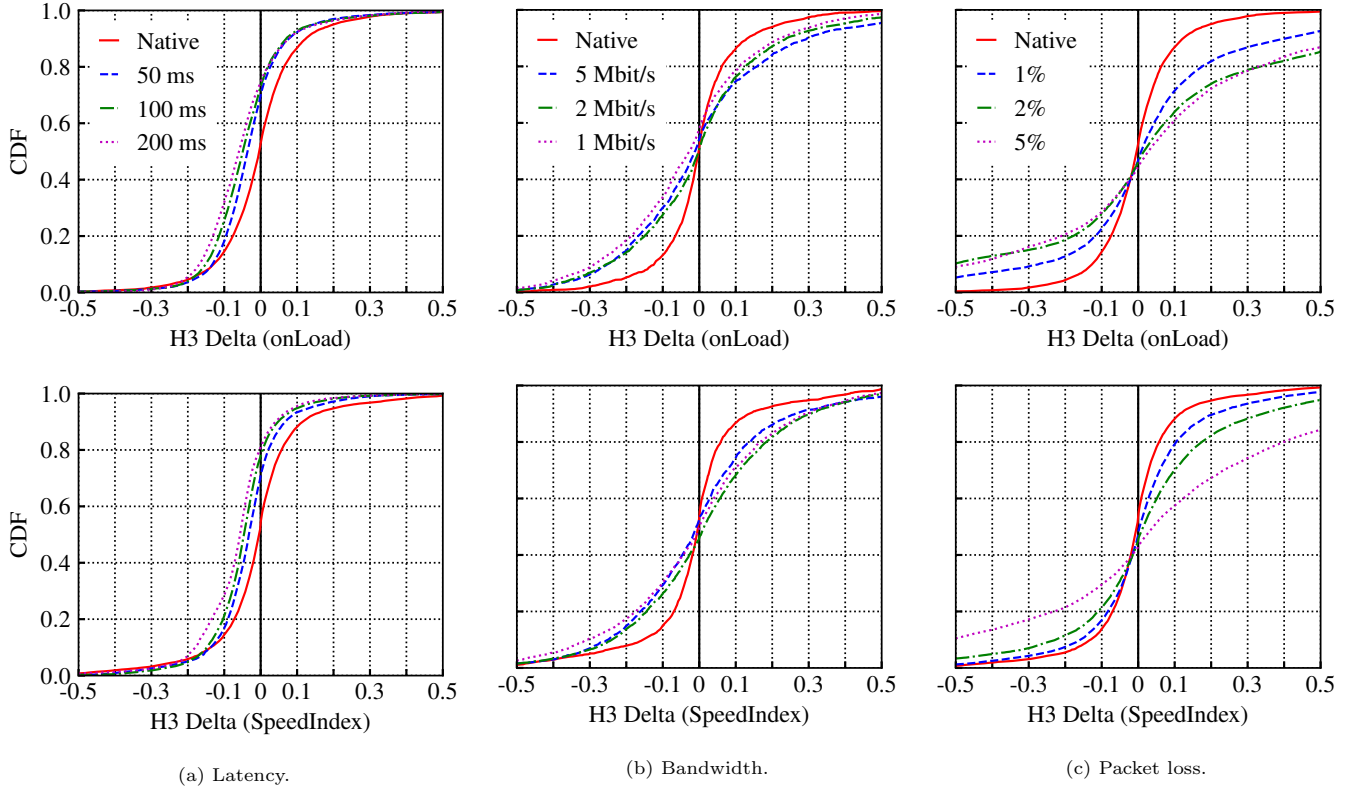 1.0
0.8
0.6
0.4
0.2
0.0
CDF
Native
50 ms
100 ms
200 ms
-0.5 -0.3 -0.1 0 0.1 0.3 0.5
H3 Delta (onLoad)
Native
5 Mbit/s
2 Mbit/s
1 Mbit/s
-0.5 -0.3 -0.1 0 0.1 0.3 0.5
H3 Delta (onLoad)
Native
1%
2%
5%
-0.5 -0.3 -0.1 0 0.1 0.3 0.5
H3 Delta (onLoad)
1.0
0.8
0.6
0.4
0.2
0.0
CDF
-0.5 -0.3 -0.1 0 0.1 0.3 0.5
H3 Delta (SpeedIndex)
-0.5 -0.3 -0.1 0 0.1 0.3 0.5
H3 Delta (SpeedIndex)
-0.5 -0.3 -0.1 0 0.1 0.3 0.5
H3 Delta (SpeedIndex)
(a) Latency.
(b) Bandwidth.
(c) Packet loss.